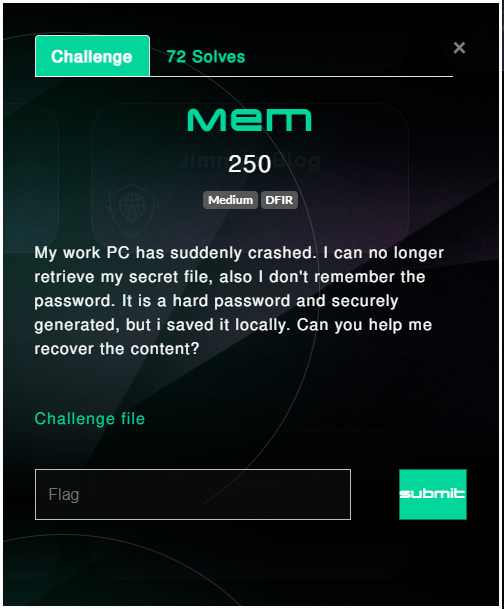 Challenge
72 Solves
×
Mem
Jimmy's Blog
250
Medium DFIR
My work PC has suddenly crashed. I can no longer
retrieve my secret file, also I don't remember the
password. It is a hard password and securely
generated, but i saved it locally. Can you help me
recover the content?
Challenge file
Flag
submit